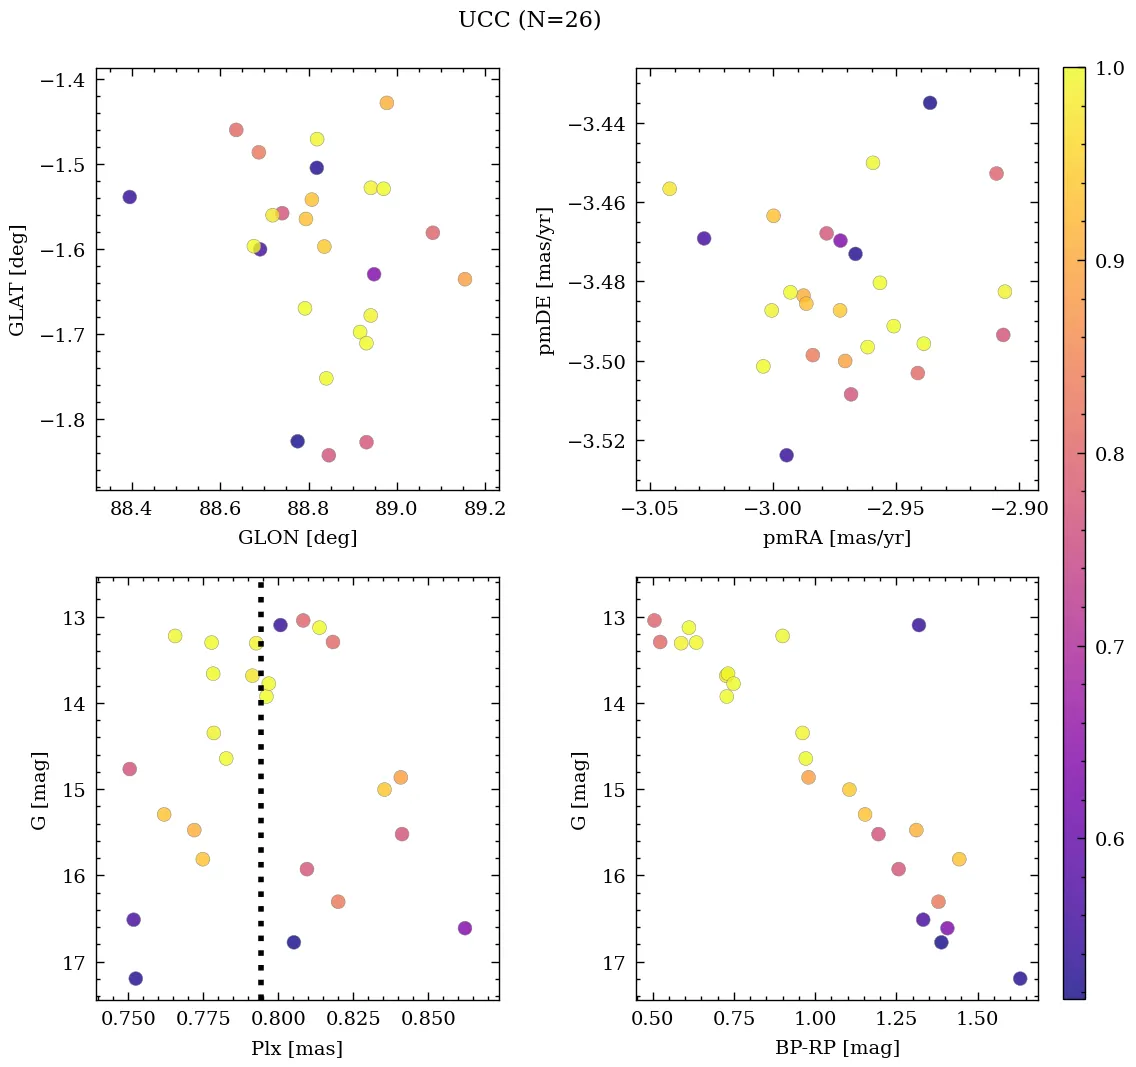 UCC (N=26)
−1.4
−1.5
−1.6
−1.7
−1.8
GLAT [deg]
88.4 88.6 88.8 89.0 89.2
GLON [deg]
−3.44
−3.46
−3.48
−3.50
−3.52
pmDE [mas/yr]
−3.05 −3.00 −2.95 −2.90
pmRA [mas/yr]
13
14
15
16
17
G [mag]
0.750 0.775 0.800 0.825 0.850
Plx [mas]
13
14
15
16
17
G [mag]
0.50 0.75 1.00 1.25 1.50
BP-RP [mag]
1.0
0.9
0.8
0.7
0.6